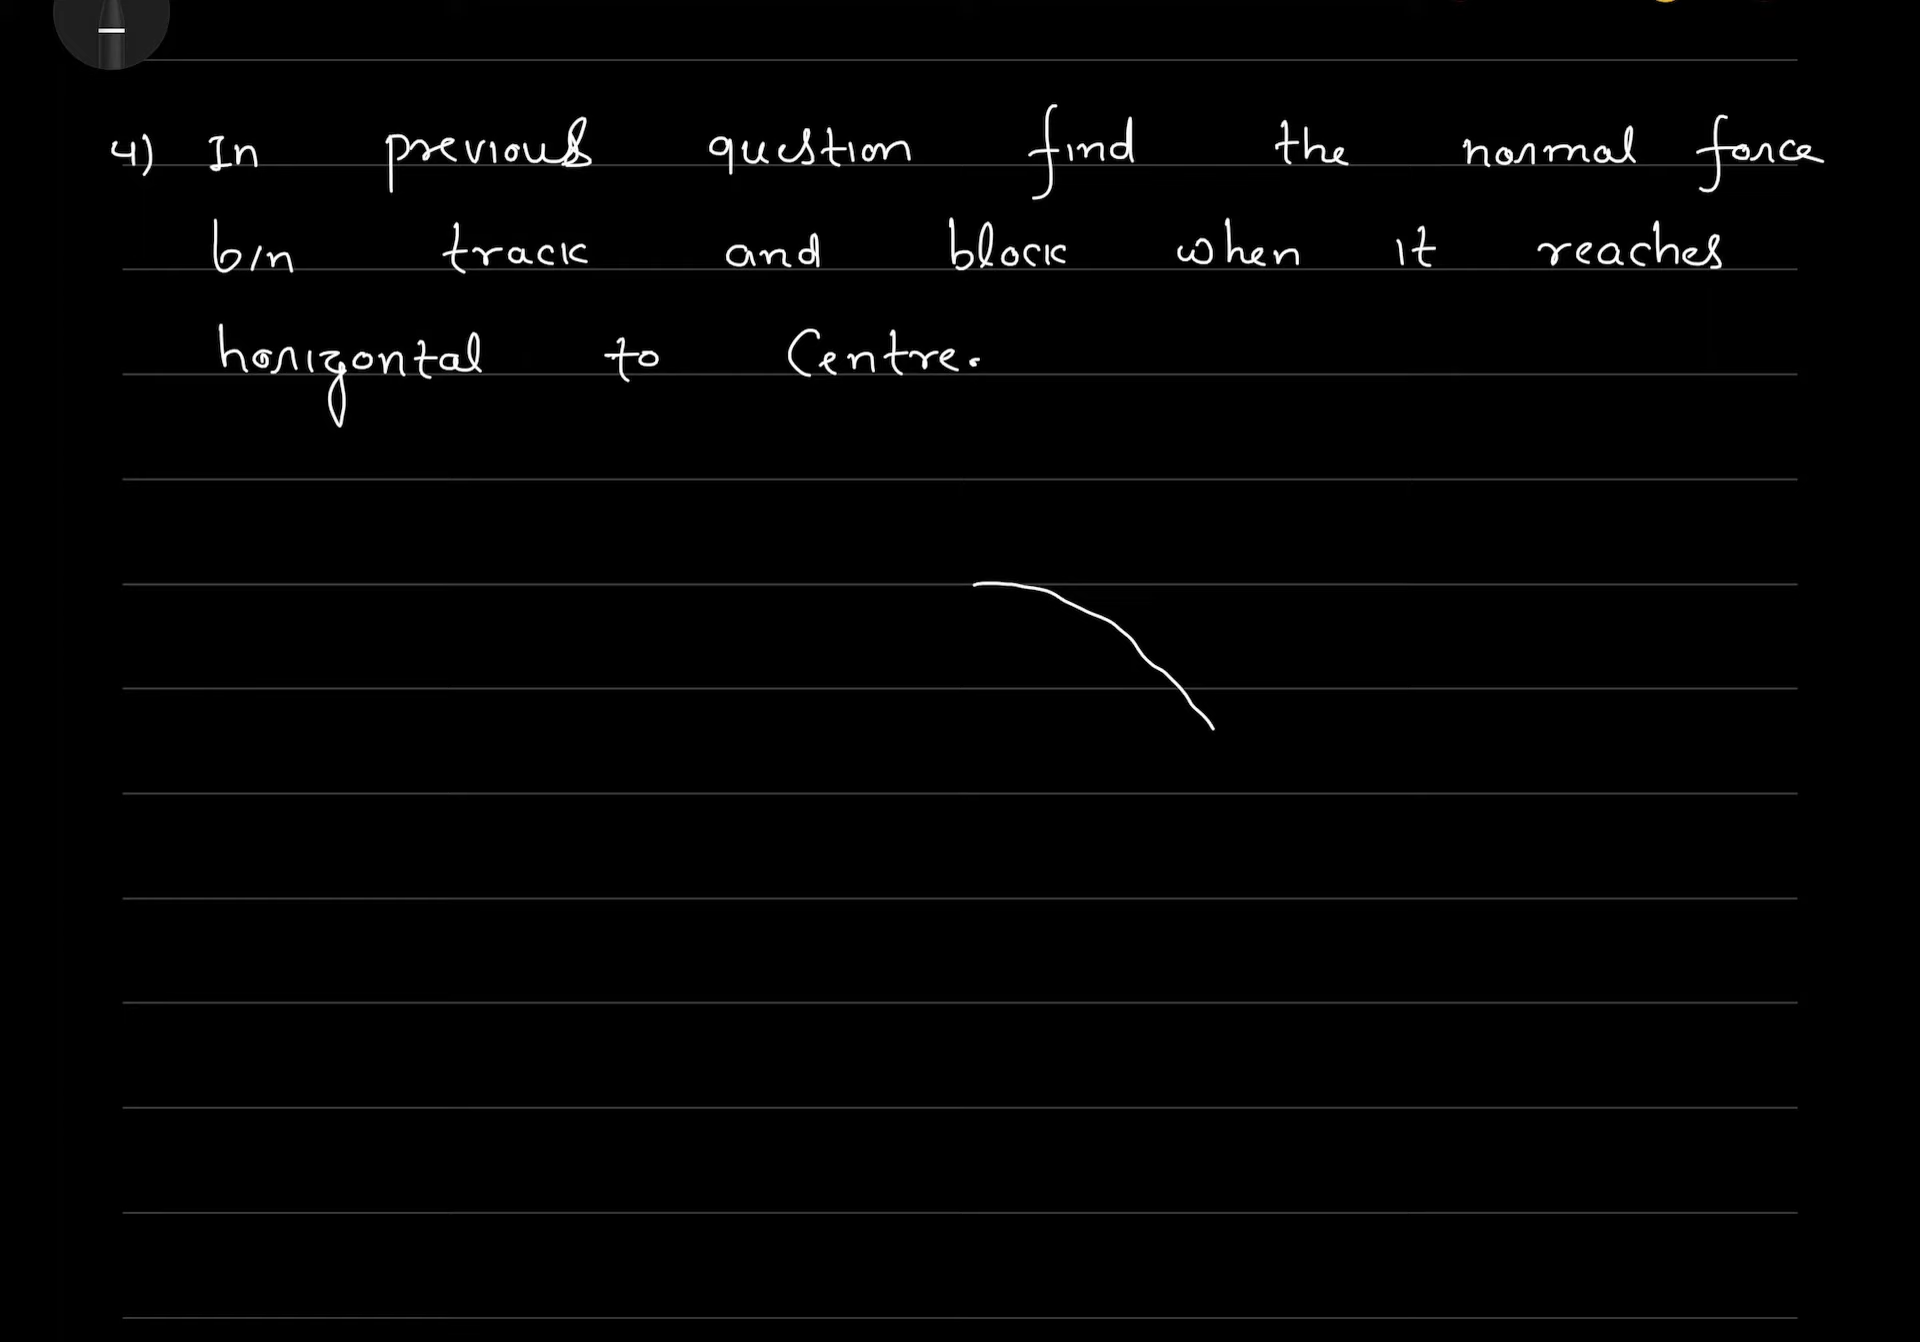 4) In previous question find the normal force
b/n track and block when it reaches
horizontal to Centre.